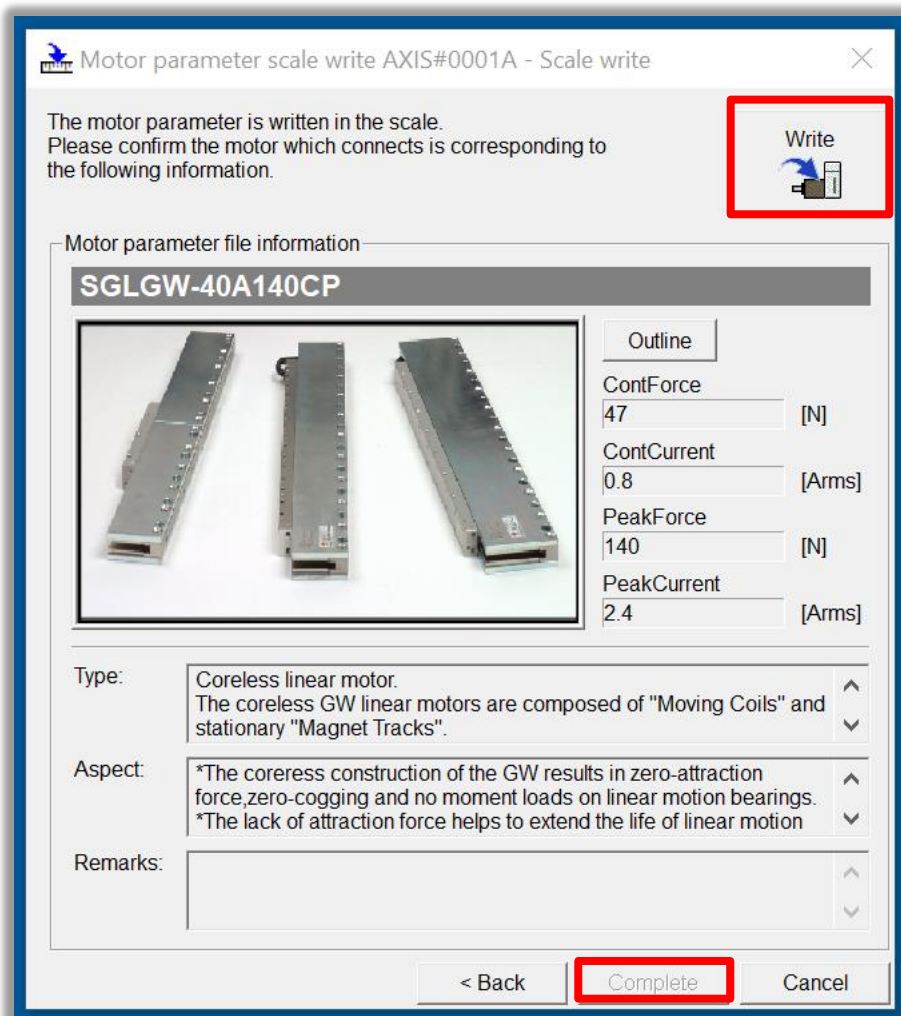 Motor parameter scale write AXIS#0001A - Scale write
The motor parameter is written in the scale.
Please confirm the motor which connects is corresponding to
the following information.
Write
Motor parameter file information
SGLGW-40A140CP
Outline
ContForce
47 [N]
ContCurrent
0.8 [Arms]
PeakForce
140 [N]
PeakCurrent
2.4 [Arms]
Type:
Coreless linear motor.
The coreless GW linear motors are composed of "Moving Coils" and
stationary "Magnet Tracks".
Aspect:
*The coreress construction of the GW results in zero-attraction
force,zero-cogging and no moment loads on linear motion bearings.
*The lack of attraction force helps to extend the life of linear motion
Remarks:
< Back Complete Cancel